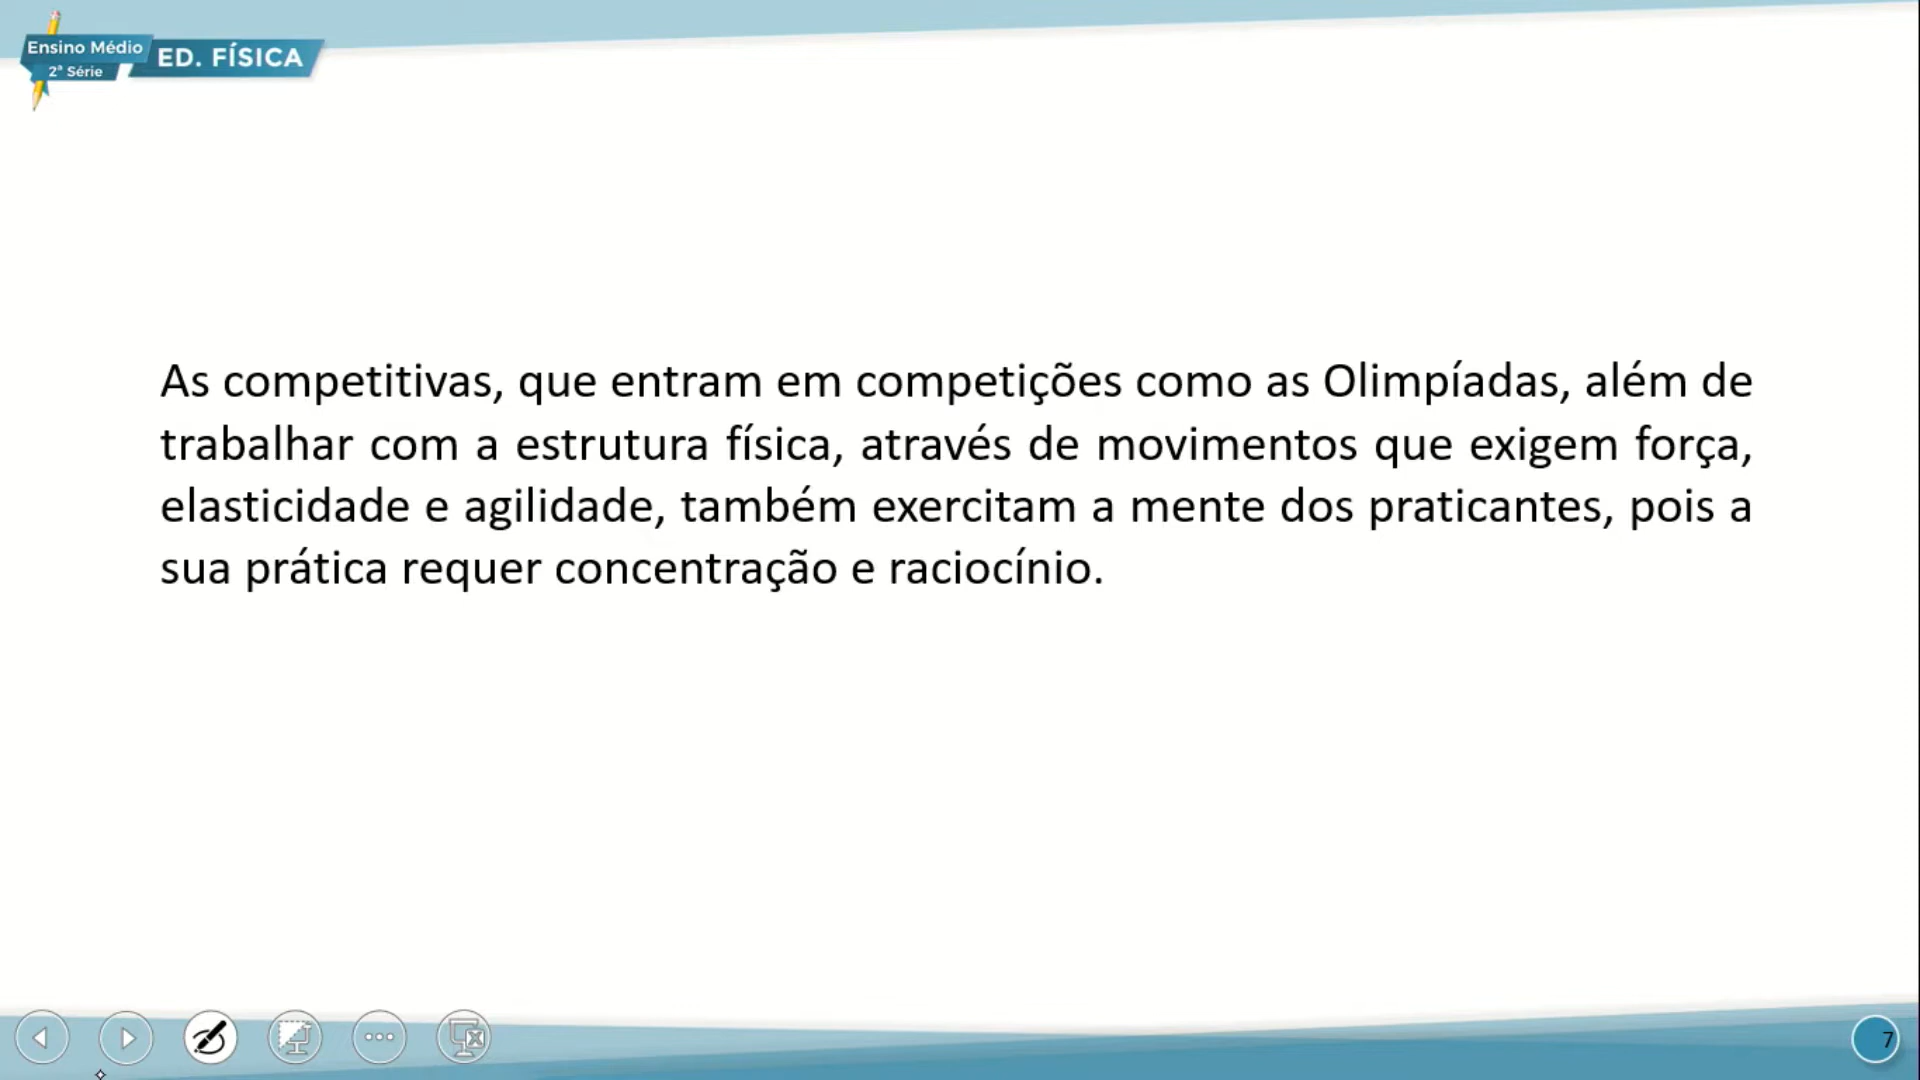 Ensino Médio
2ª Série
ED. FÍSICA
As competitivas, que entram em competições como as Olimpíadas, além de
trabalhar com a estrutura física, através de movimentos que exigem força,
elasticidade e agilidade, também exercitam a mente dos praticantes, pois a
sua prática requer concentração e raciocínio.
7